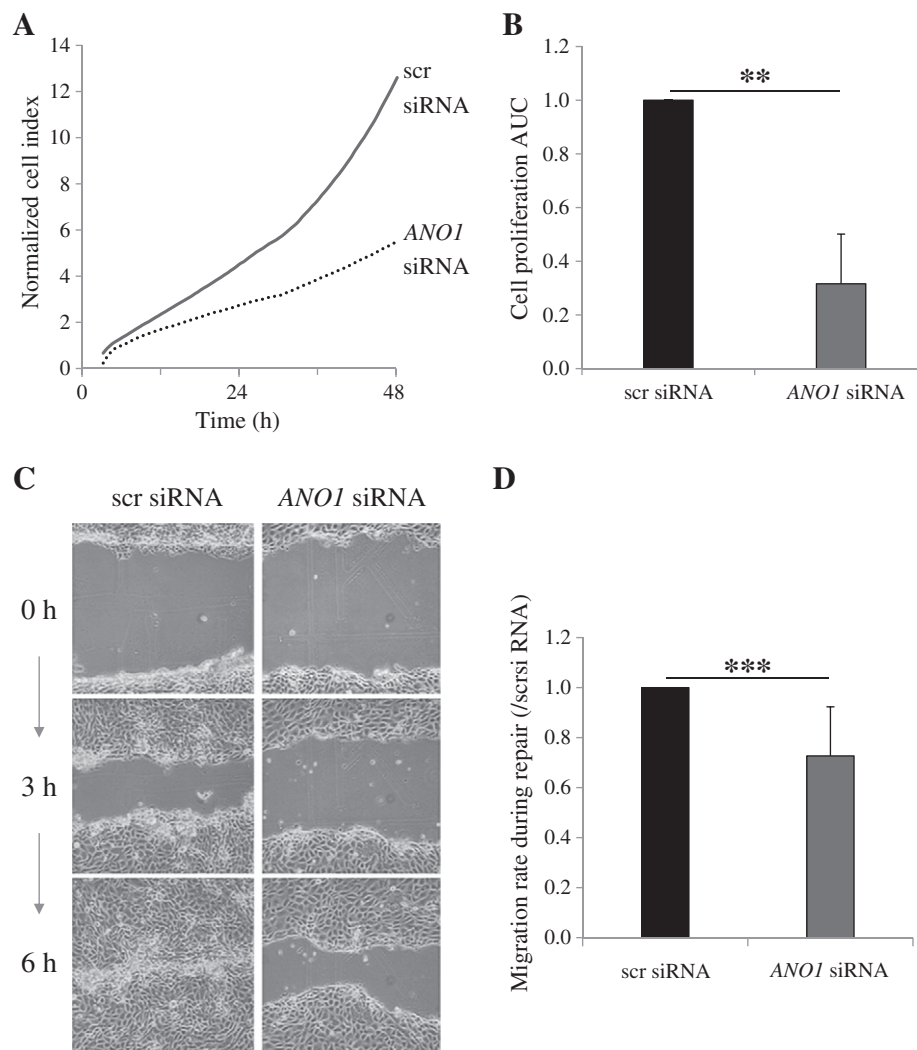 A
Normalized cell index
14
12
10
8
6
4
2
0
0
24
48
Time (h)
scr
siRNA
ANO1
siRNA
B
Cell proliferation AUC
1.2
1.0
0.8
0.6
0.4
0.2
0.0
**
scr siRNA
ANO1 siRNA
C
scr siRNA
ANO1 siRNA
0 h
3 h
6 h
D
Migration rate during repair (/scrsi RNA)
1.2
1.0
0.8
0.6
0.4
0.2
0.0
***
scr siRNA
ANO1 siRNA